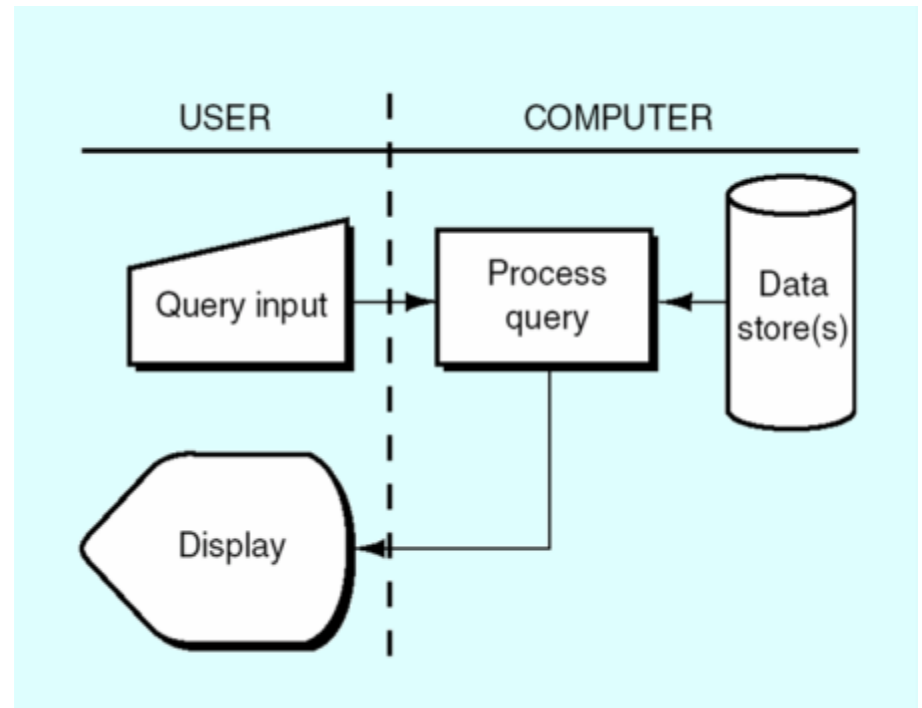 USER
COMPUTER
Query input
Process
query
Data
store(s)
Display